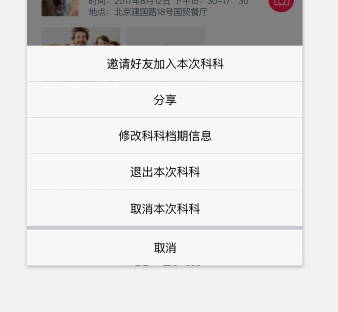 时间：2017年8月12日 下午15：30-17：30
地点：北京建国路18号国贸餐厅
邀请好友加入本次科科
分享
修改科科档期信息
退出本次科科
取消本次科科
取消